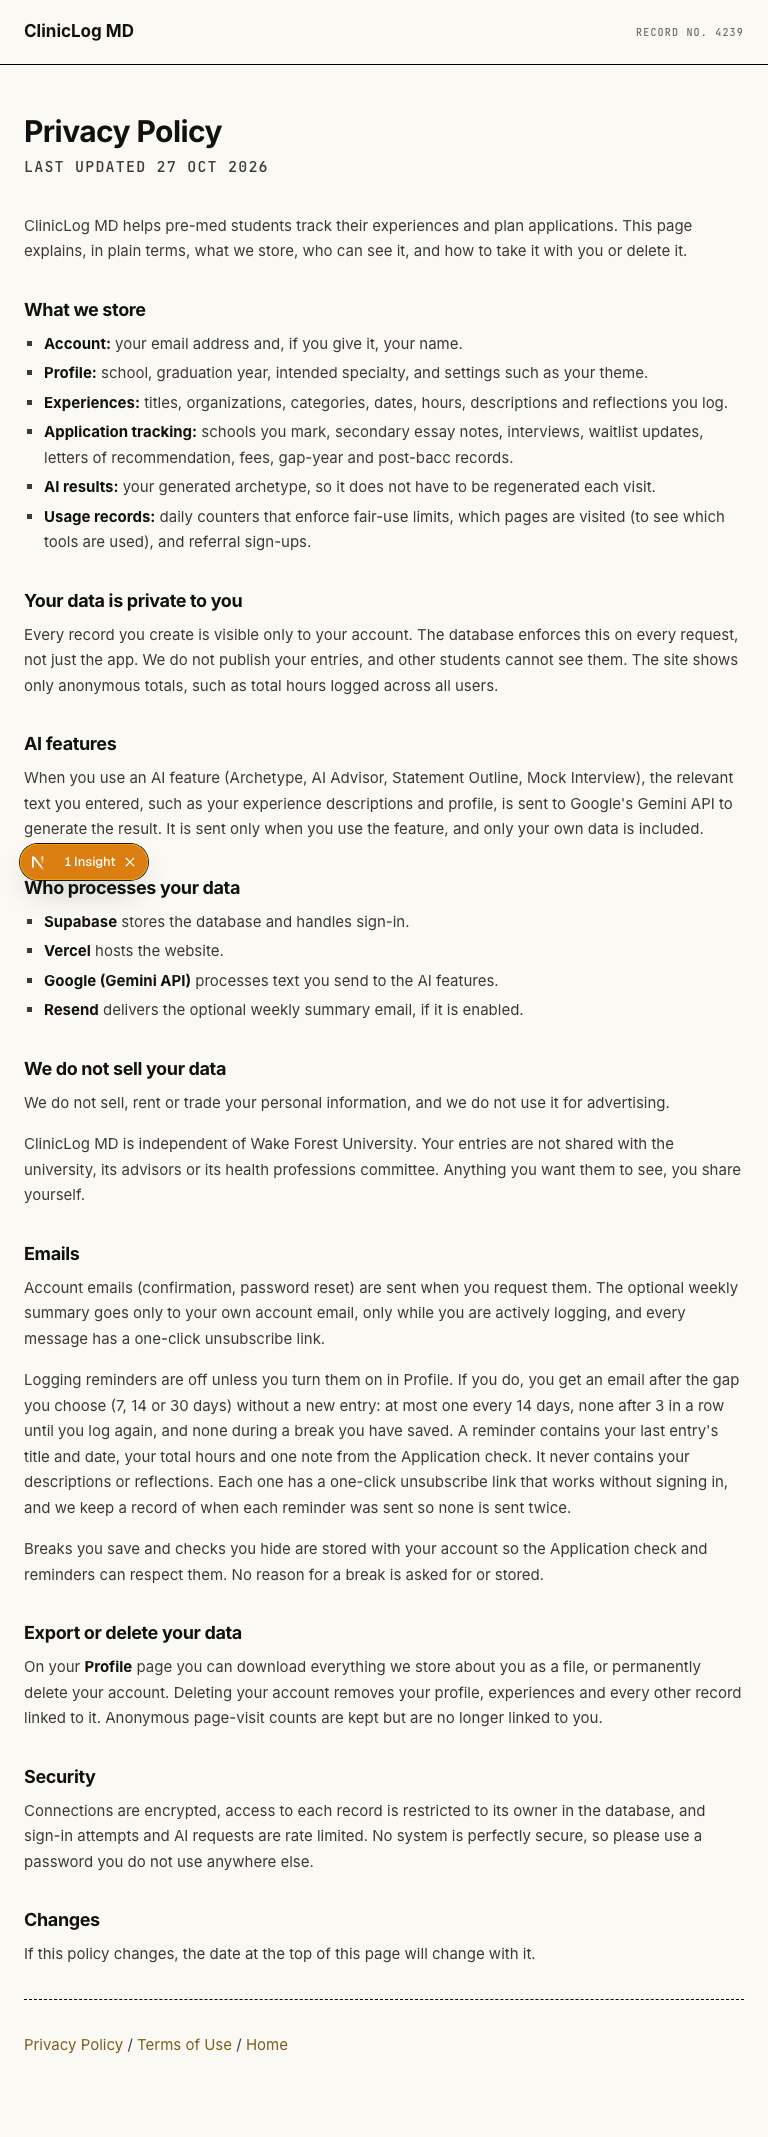 ClinicLog MD
RECORD NO. 4239
Privacy Policy
LAST UPDATED 27 OCT 2026
ClinicLog MD helps pre-med students track their experiences and plan applications. This page
explains, in plain terms, what we store, who can see it, and how to take it with you or delete it.
What we store
Account: your email address and, if you give it, your name.
Profile: school, graduation year, intended specialty, and settings such as your theme.
Experiences: titles, organizations, categories, dates, hours, descriptions and reflections you log.
Application tracking: schools you mark, secondary essay notes, interviews, waitlist updates,
letters of recommendation, fees, gap-year and post-bacc records.
AI results: your generated archetype, so it does not have to be regenerated each visit.
Usage records: daily counters that enforce fair-use limits, which pages are visited (to see which
tools are used), and referral sign-ups.
Your data is private to you
Every record you create is visible only to your account. The database enforces this on every request,
not just the app. We do not publish your entries, and other students cannot see them. The site shows
only anonymous totals, such as total hours logged across all users.
AI features
When you use an AI feature (Archetype, AI Advisor, Statement Outline, Mock Interview), the relevant
text you entered, such as your experience descriptions and profile, is sent to Google's Gemini API to
generate the result. It is sent only when you use the feature, and only your own data is included.
1 Insight
Who processes your data
Supabase stores the database and handles sign-in.
Vercel hosts the website.
Google (Gemini API) processes text you send to the AI features.
Resend delivers the optional weekly summary email, if it is enabled.
We do not sell your data
We do not sell, rent or trade your personal information, and we do not use it for advertising.
ClinicLog MD is independent of Wake Forest University. Your entries are not shared with the
university, its advisors or its health professions committee. Anything you want them to see, you share
yourself.
Emails
Account emails (confirmation, password reset) are sent when you request them. The optional weekly
summary goes only to your own account email, only while you are actively logging, and every
message has a one-click unsubscribe link.
Logging reminders are off unless you turn them on in Profile. If you do, you get an email after the gap
you choose (7, 14 or 30 days) without a new entry: at most one every 14 days, none after 3 in a row
until you log again, and none during a break you have saved. A reminder contains your last entry's
title and date, your total hours and one note from the Application check. It never contains your
descriptions or reflections. Each one has a one-click unsubscribe link that works without signing in,
and we keep a record of when each reminder was sent so none is sent twice.
Breaks you save and checks you hide are stored with your account so the Application check and
reminders can respect them. No reason for a break is asked for or stored.
Export or delete your data
On your Profile page you can download everything we store about you as a file, or permanently
delete your account. Deleting your account removes your profile, experiences and every other record
linked to it. Anonymous page-visit counts are kept but are no longer linked to you.
Security
Connections are encrypted, access to each record is restricted to its owner in the database, and
sign-in attempts and AI requests are rate limited. No system is perfectly secure, so please use a
password you do not use anywhere else.
Changes
If this policy changes, the date at the top of this page will change with it.
Privacy Policy / Terms of Use / Home